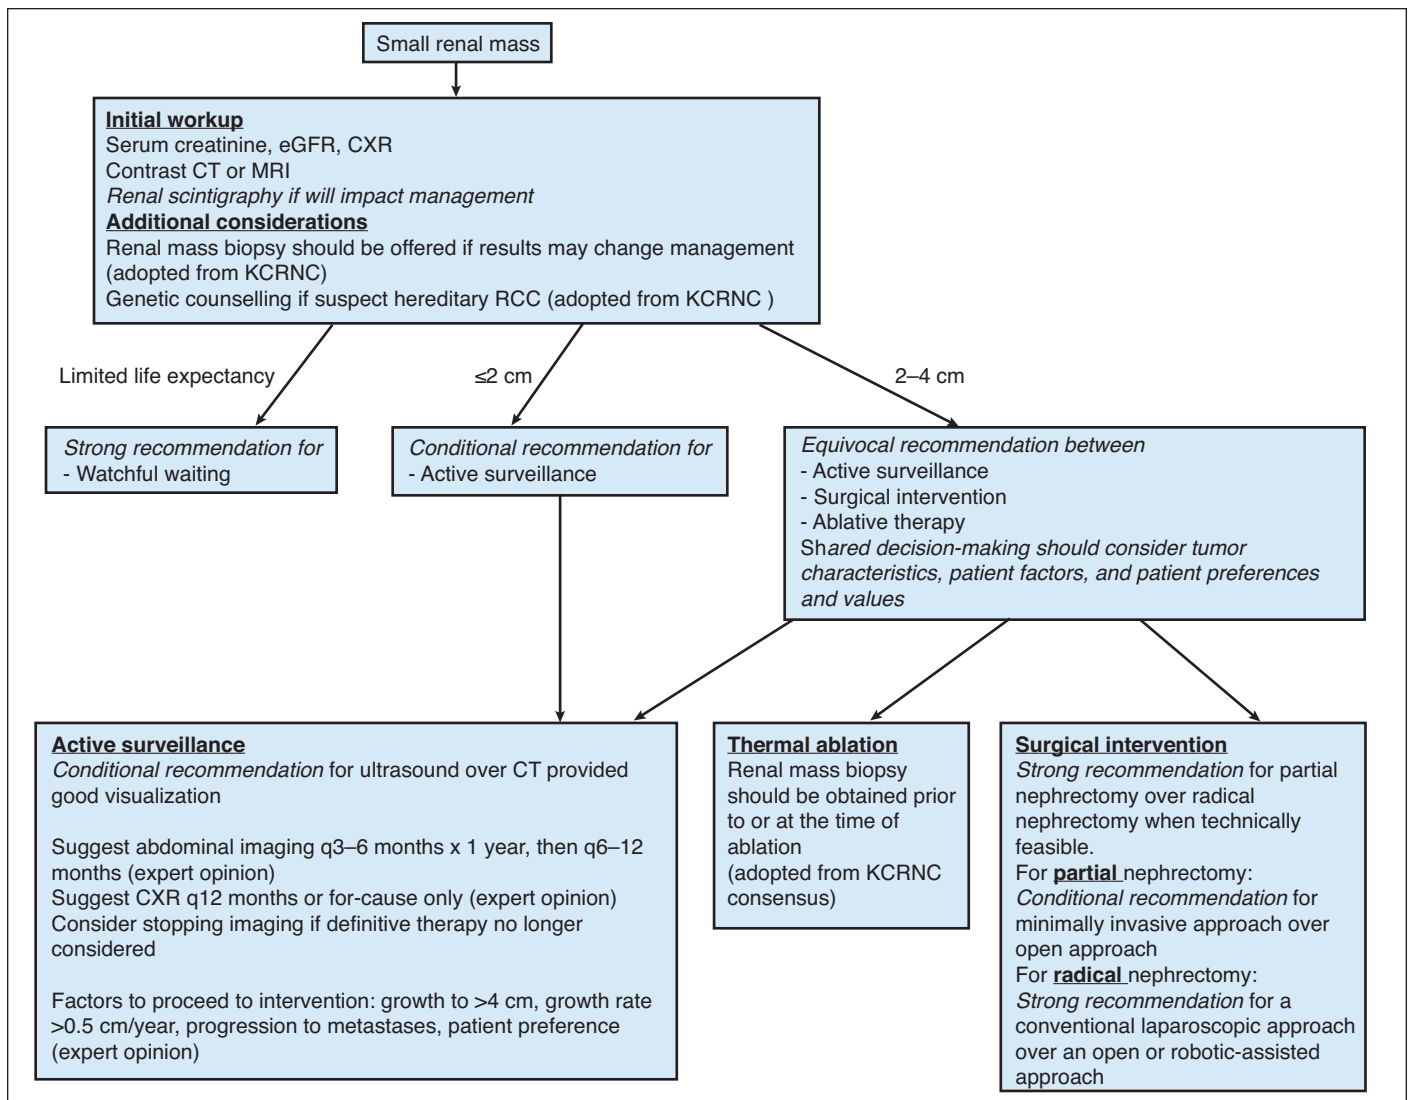 Small renal mass
Initial workup
Serum creatinine, eGFR, CXR
Contrast CT or MRI
Renal scintigraphy if will impact management
Additional considerations
Renal mass biopsy should be offered if results may change management
(adopted from KCRNC)
Genetic counselling if suspect hereditary RCC (adopted from KCRNC )
Limited life expectancy
≤2 cm
2–4 cm
Strong recommendation for
- Watchful waiting
Conditional recommendation for
- Active surveillance
Equivocal recommendation between
- Active surveillance
- Surgical intervention
- Ablative therapy
Shared decision-making should consider tumor
characteristics, patient factors, and patient preferences
and values
Active surveillance
Conditional recommendation for ultrasound over CT provided
good visualization
Suggest abdominal imaging q3–6 months x 1 year, then q6–12
months (expert opinion)
Suggest CXR q12 months or for-cause only (expert opinion)
Consider stopping imaging if definitive therapy no longer
considered
Factors to proceed to intervention: growth to >4 cm, growth rate
>0.5 cm/year, progression to metastases, patient preference
(expert opinion)
Thermal ablation
Renal mass biopsy
should be obtained prior
to or at the time of
ablation
(adopted from KCRNC
consensus)
Surgical intervention
Strong recommendation for partial
nephrectomy over radical
nephrectomy when technically
feasible.
For partial nephrectomy:
Conditional recommendation for
minimally invasive approach over
open approach
For radical nephrectomy:
Strong recommendation for a
conventional laparoscopic approach
over an open or robotic-assisted
approach